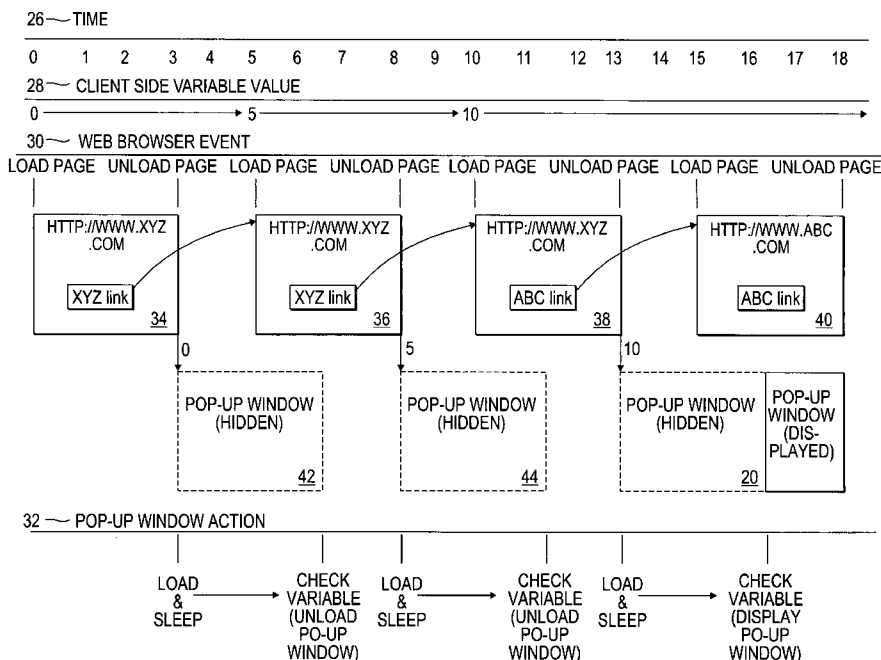 26 TIME
0 1 2 3 4 5 6 7 8 9 10 11 12 13 14 15 16 17 18
28 CLIENT SIDE VARIABLE VALUE
0 5 10
30 WEB BROWSER EVENT
LOAD PAGE UNLOAD PAGE LOAD PAGE UNLOAD PAGE LOAD PAGE UNLOAD PAGE LOAD PAGE UNLOAD PAGE
HTTP://WWW.XYZ HTTP://WWW.XYZ HTTP://WWW.XYZ HTTP://WWW.ABC
.COM .COM .COM .COM
XYZ link XYZ link ABC link ABC link
34 36 38 40
0 5 10
POP-UP WINDOW
(HIDDEN)
42
POP-UP WINDOW
(HIDDEN)
44
POP-UP WINDOW
(HIDDEN)
20
POP-UP
WINDOW
(DIS-
PLAYED)
32 POP-UP WINDOW ACTION
LOAD
&
SLEEP
CHECK
VARIABLE
(UNLOAD
PO-UP
WINDOW)
LOAD
&
SLEEP
CHECK
VARIABLE
(UNLOAD
PO-UP
WINDOW)
LOAD
&
SLEEP
CHECK
VARIABLE
(DISPLAY
PO-UP
WINDOW)